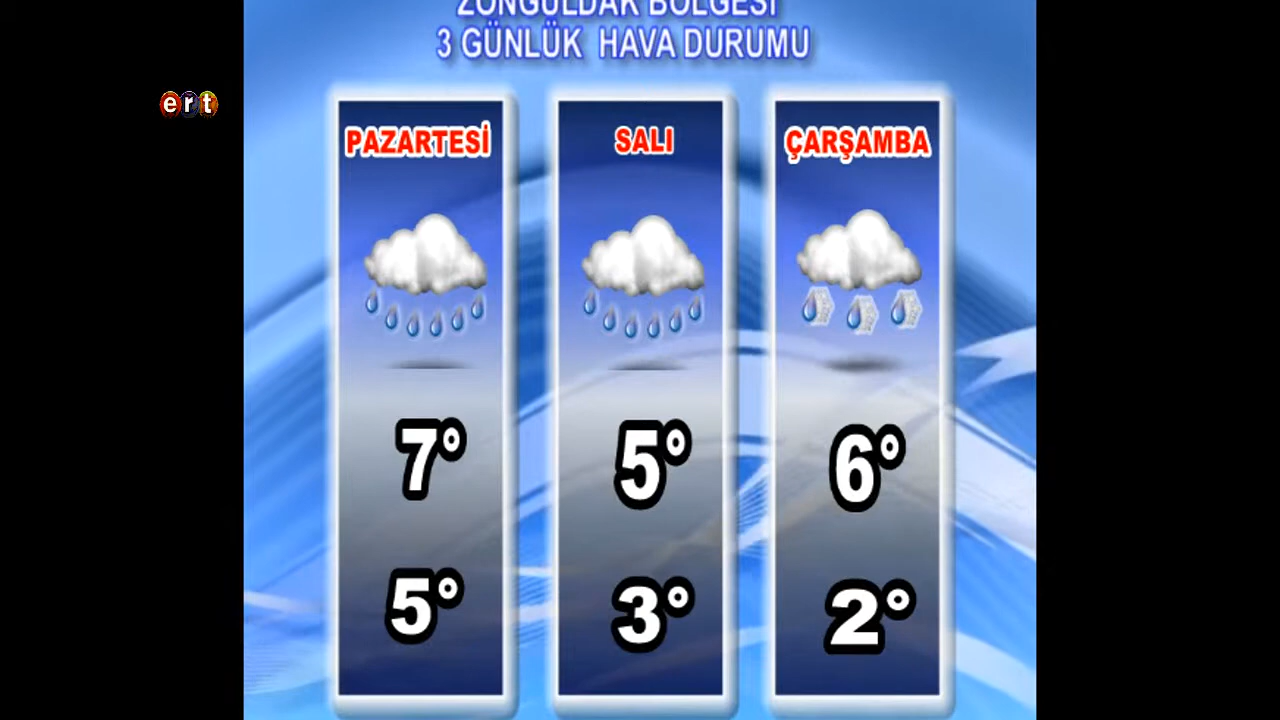 ZONGULDAK BÖLGESİ
3 GÜNLÜK HAVA DURUMU
ert
PAZARTESİ SALI ÇARŞAMBA
7° 5° 6°
5° 3° 2°